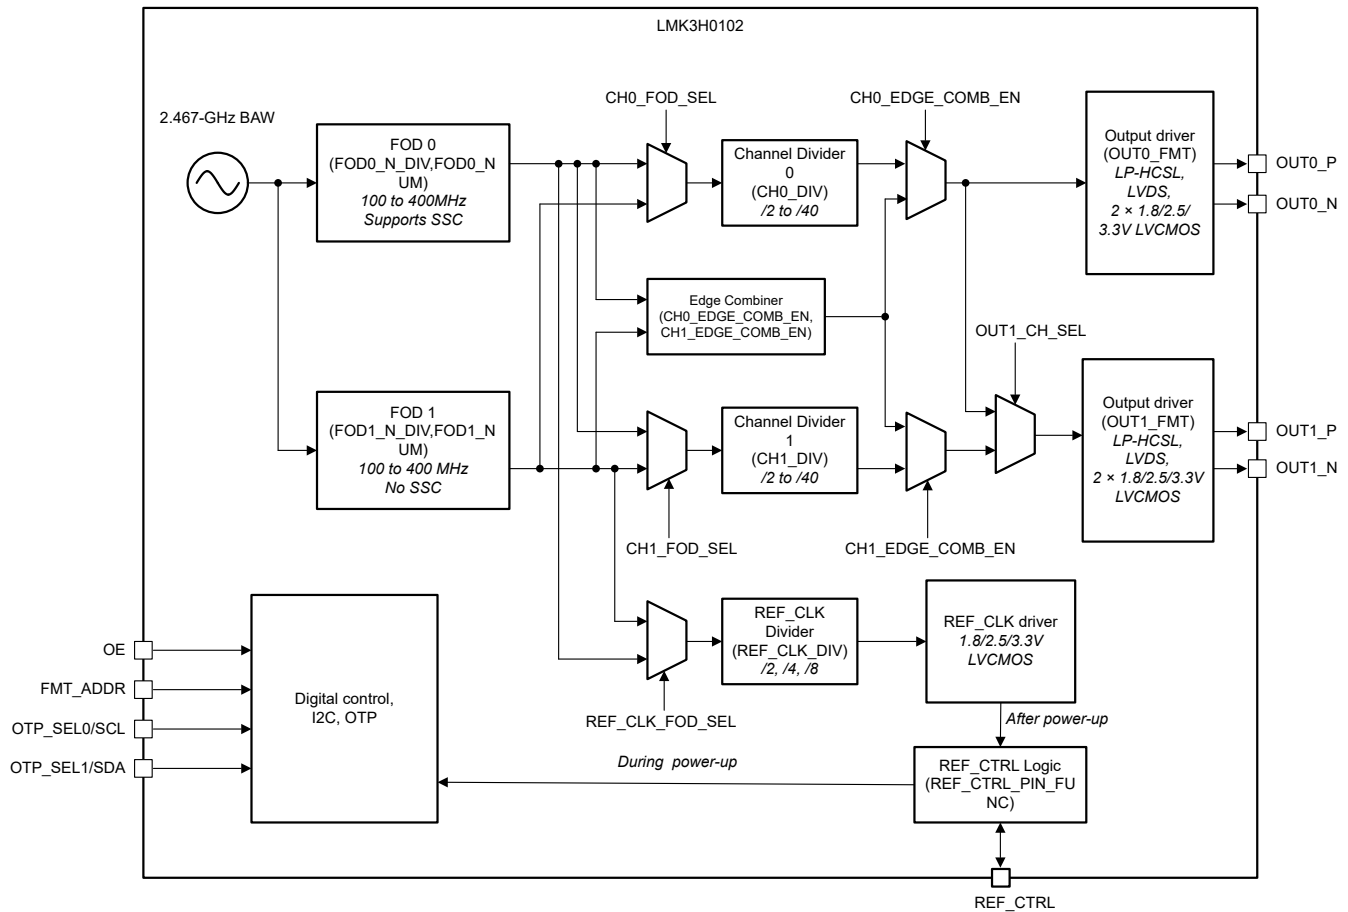 LMK3H0102
2.467-GHz BAW
CH0_FOD_SEL
CH0_EDGE_COMB_EN
FOD 0
(FOD0_N_DIV,FOD0_N
UM)
100 to 400MHz
Supports SSC
Channel Divider
0
(CH0_DIV)
/2 to /40
Output driver
(OUT0_FMT)
LP-HCSL,
LVDS,
2 × 1.8/2.5/
3.3V LVCMOS
OUT0_P
OUT0_N
Edge Combiner
(CH0_EDGE_COMB_EN,
CH1_EDGE_COMB_EN)
OUT1_CH_SEL
FOD 1
(FOD1_N_DIV,FOD1_N
UM)
100 to 400 MHz
No SSC
Channel Divider
1
(CH1_DIV)
/2 to /40
Output driver
(OUT1_FMT)
LP-HCSL,
LVDS,
2 × 1.8/2.5/3.3V
LVCMOS
OUT1_P
OUT1_N
CH1_FOD_SEL
CH1_EDGE_COMB_EN
REF_CLK
Divider
(REF_CLK_DIV)
/2, /4, /8
REF_CLK driver
1.8/2.5/3.3V
LVCMOS
REF_CLK_FOD_SEL
OE
FMT_ADDR
OTP_SEL0/SCL
OTP_SEL1/SDA
Digital control,
I2C, OTP
After power-up
During power-up
REF_CTRL Logic
(REF_CTRL_PIN_FU
NC)
REF_CTRL